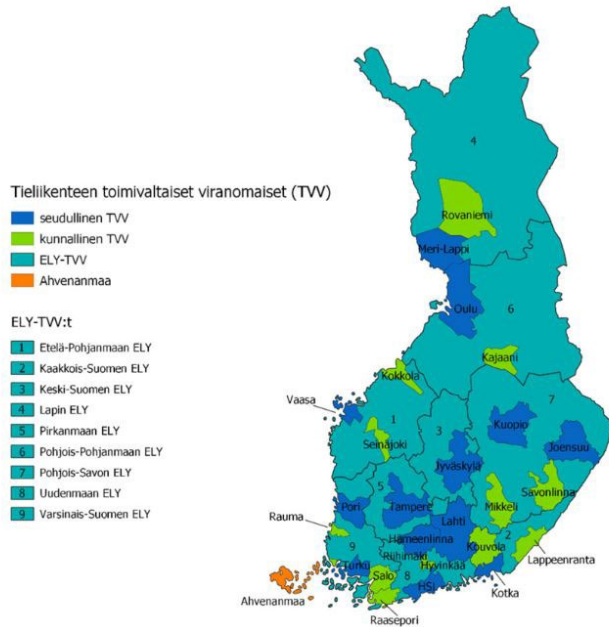 Tieliikenteen toimivaltaiset viranomaiset (TVV)
seudullinen TVV
kunnallinen TVV
ELY-TVV
Ahvenanmaa
ELY-TVV:t
1 Etelä-Pohjanmaan ELY
2 Kaakkois-Suomen ELY
3 Keski-Suomen ELY
4 Lapin ELY
5 Pirkanmaan ELY
6 Pohjois-Pohjanmaan ELY
7 Pohjois-Savon ELY
8 Uudenmaan ELY
9 Varsinais-Suomen ELY
4
Rovaniemi
Meri-Lappi
Oulu
6
Kajaani
Kokkola
7
Vaasa
1
Kuopio
Seinäjoki
3
Joensuu
Jyväskylä
5
Savonlinna
Pori
Tampere
Mikkeli
Lahti
Rauma
Hämeenlinna
2
Kouvola
9
Riihimäki
Lappeenranta
Hyvinkää
Turku
Salo
8
HSL
Kotka
Ahvenanmaa
Raasepori